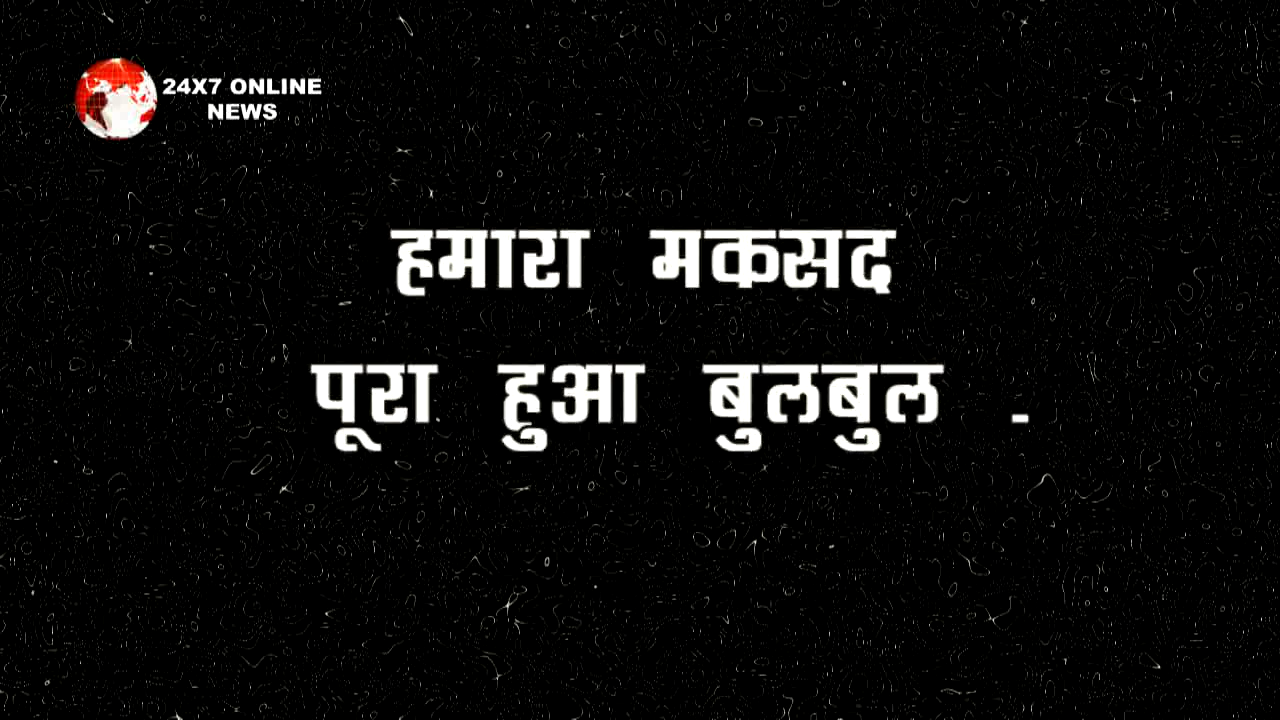 24X7 ONLINE
NEWS
हमारा मकसद
पूरा हुआ बुलबुल .